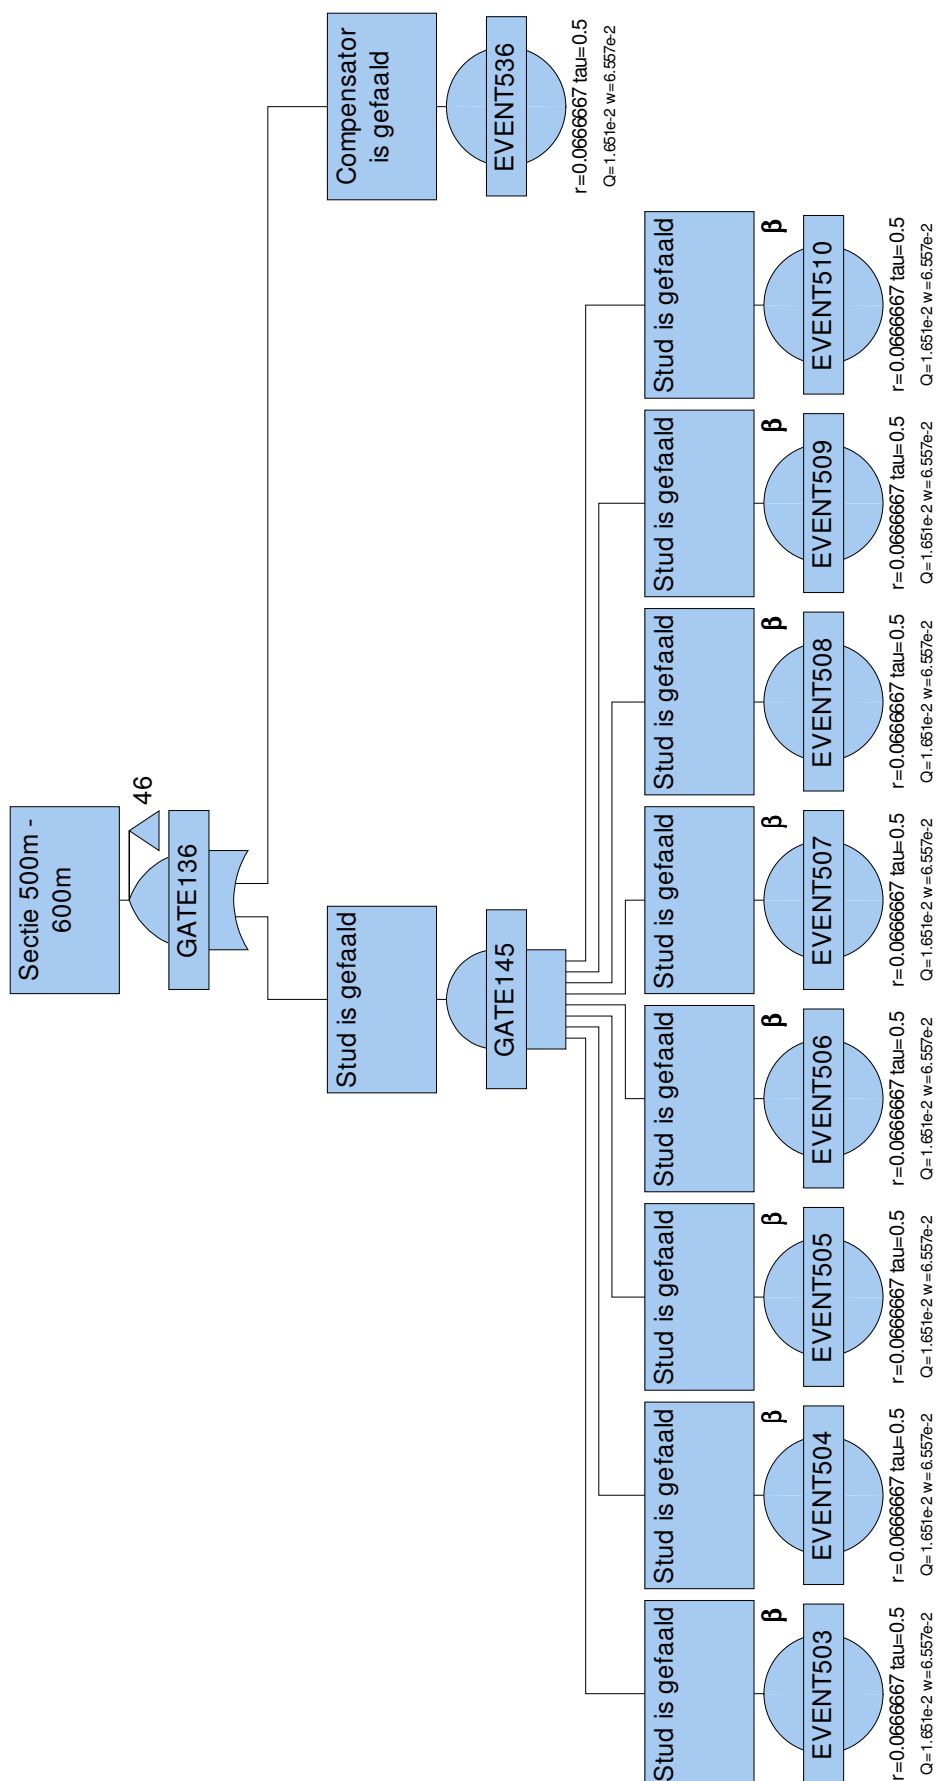 Sectie 500m -
600m
46
GATE136
Stud is gefaald
GATE145
Compensator
is gefaald
EVENT536
r=0.0666667 tau=0.5
Q=1.651e-2 w=6.557e-2
Stud is gefaald
β
EVENT503
r=0.0666667 tau=0.5
Q=1.651e-2 w=6.557e-2
Stud is gefaald
β
EVENT504
r=0.0666667 tau=0.5
Q=1.651e-2 w=6.557e-2
Stud is gefaald
β
EVENT505
r=0.0666667 tau=0.5
Q=1.651e-2 w=6.557e-2
Stud is gefaald
β
EVENT506
r=0.0666667 tau=0.5
Q=1.651e-2 w=6.557e-2
Stud is gefaald
β
EVENT507
r=0.0666667 tau=0.5
Q=1.651e-2 w=6.557e-2
Stud is gefaald
β
EVENT508
r=0.0666667 tau=0.5
Q=1.651e-2 w=6.557e-2
Stud is gefaald
β
EVENT509
r=0.0666667 tau=0.5
Q=1.651e-2 w=6.557e-2
Stud is gefaald
β
EVENT510
r=0.0666667 tau=0.5
Q=1.651e-2 w=6.557e-2